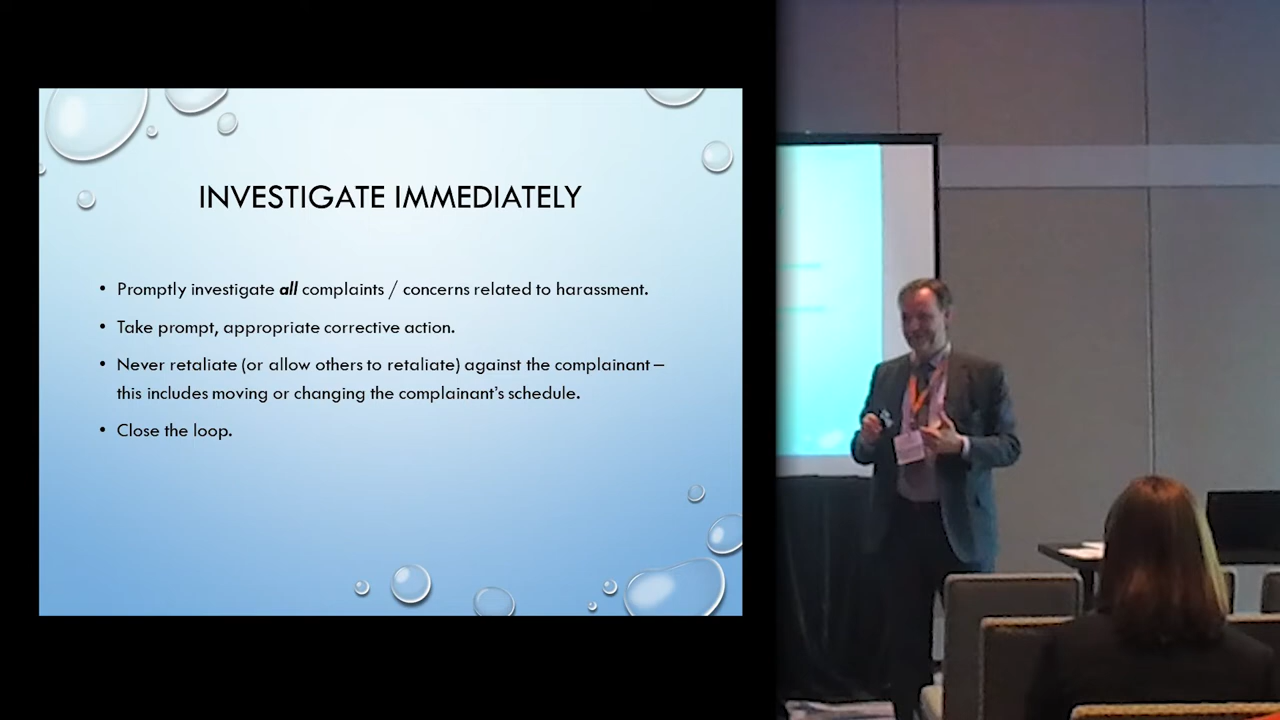 INVESTIGATE IMMEDIATELY
• Promptly investigate all complaints / concerns related to harassment.
• Take prompt, appropriate corrective action.
• Never retaliate (or allow others to retaliate) against the complainant –
this includes moving or changing the complainant's schedule.
• Close the loop.